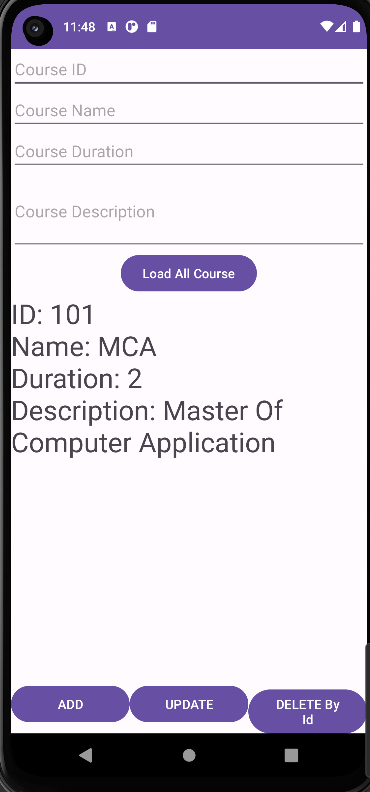 11:48
Course ID
Course Name
Course Duration
Course Description
Load All Course
ID: 101
Name: MCA
Duration: 2
Description: Master Of
Computer Application
ADD
UPDATE
DELETE By
Id